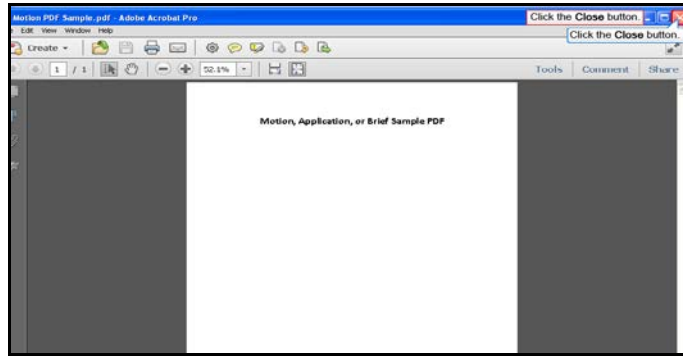 Motion PDF Sample.pdf - Adobe Acrobat Pro
Click the Close button.
Edit View Window Help
Click the Close button.
Create
1 / 1
52.1%
Tools Comment Share
Motion, Application, or Brief Sample PDF